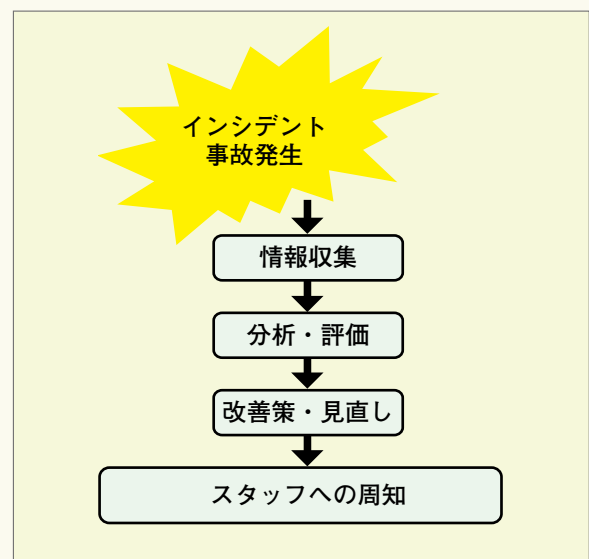 インシデント
事故発生
情報収集
分析・評価
改善策・見直し
スタッフへの周知